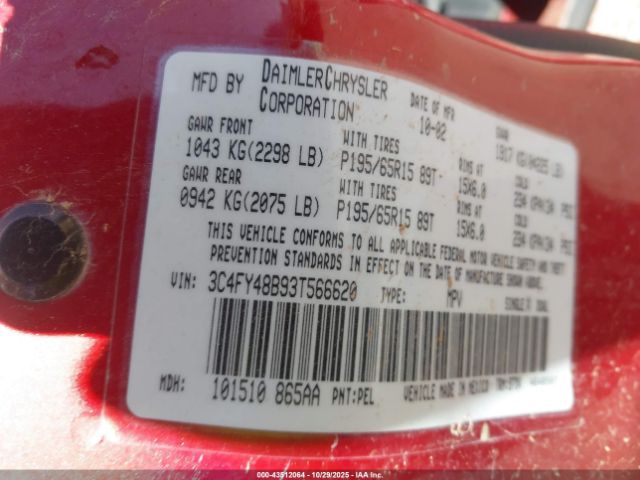 MFD BY DAIMLERCHRYSLER CORPORATION DATE OF MFR 10-02
GAWR FRONT WITH TIRES RIMS AT COLD
1043 KG(2298 LB) P195/65R15 89T 15X6.0
GAWR REAR WITH TIRES RIMS AT COLD
0942 KG(2075 LB) P195/65R15 89T 15X6.0
THIS VEHICLE CONFORMS TO ALL APPLICABLE FEDERAL MOTOR VEHICLE SAFETY AND THEFT
PREVENTION STANDARDS IN EFFECT ON THE DATE OF MANUFACTURE SHOWN ABOVE.
VIN: 3C4FY48B93T566620 TYPE: MPV
MDH: 101510 865AA PNT:PEL VEHICLE MADE IN MEXICO
000-43512064 - 10/29/2025 - IAAI, Inc.